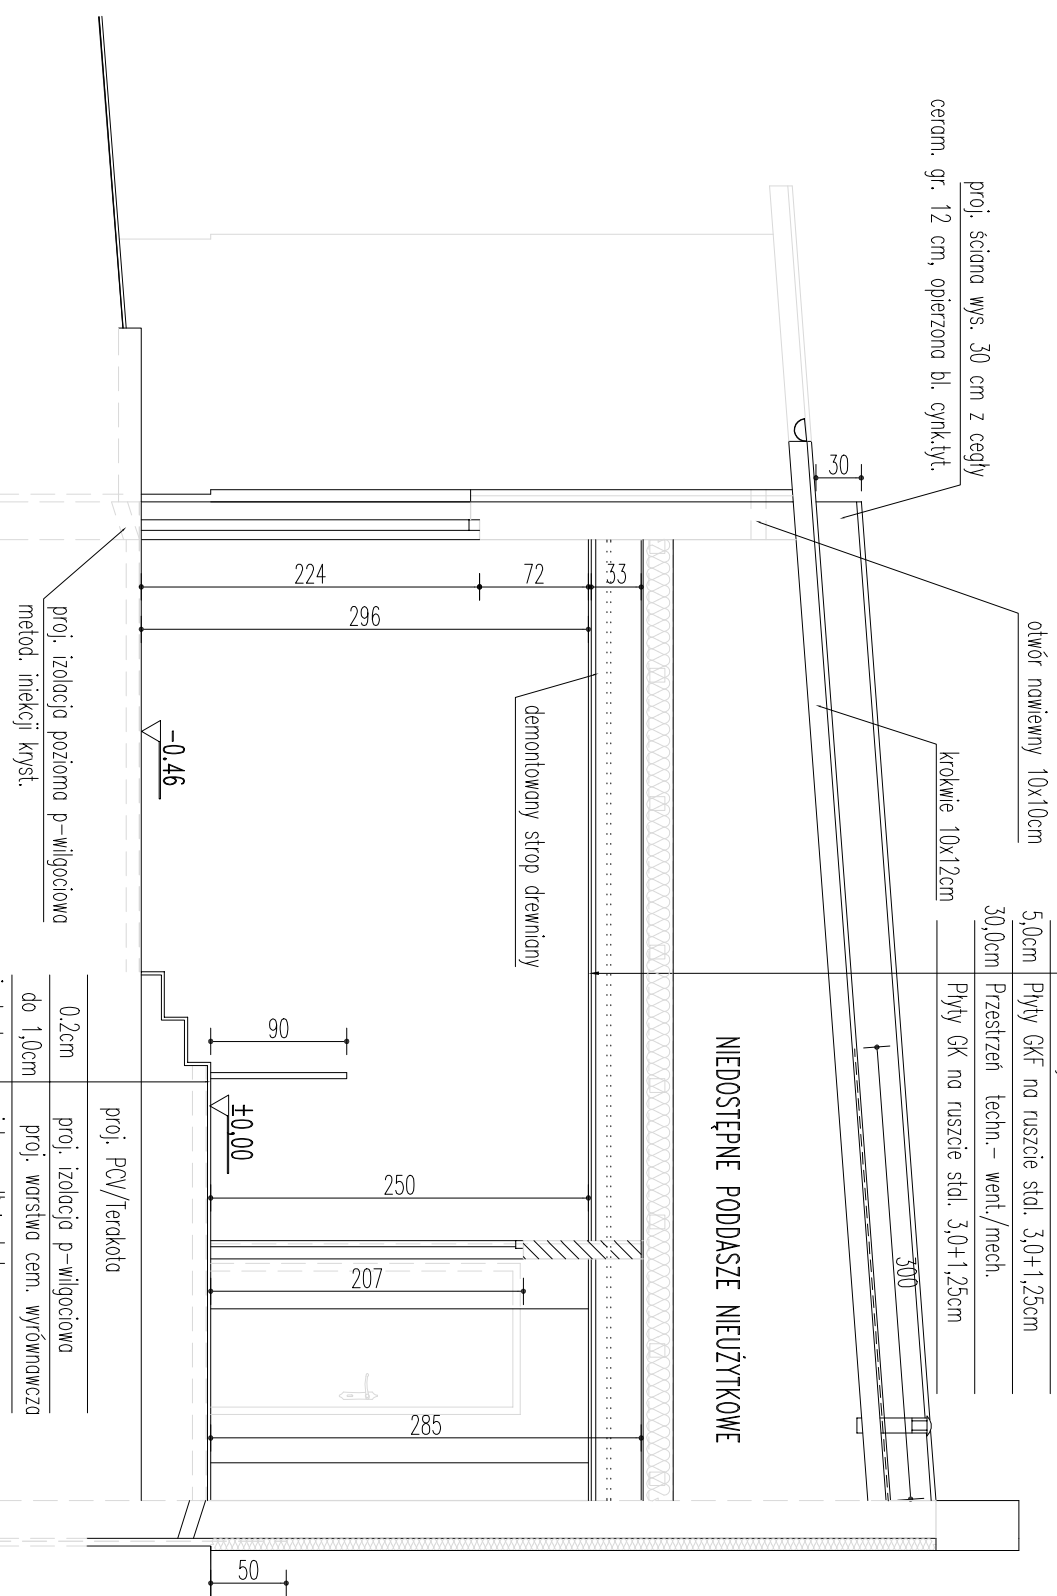 proj. ściana wys. 30 cm z cegły
ceram. gr. 12 cm, opierzona bl. cynk.tyt.
otwór nawiewny 10x10cm
krokwie 10x12cm
5,0cm Płyty GKF na ruszcie stal. 3,0+1,25cm
30,0cm Przestrzeń techn.- went./mech.
Płyty GK na ruszcie stal. 3,0+1,25cm
30
300
NIEDOSTĘPNE PODDASZE NIEUŻYTKOWE
33
72
224
296
demontowany strop drewniany
-0.46
90
±0,00
250
207
285
50
proj. izolacja pozioma p-wilgociowa
metod. iniekcji kryst.
proj. PCV/Terakota
0.2cm proj. izolacja p-wilgociowa
do 1,0cm proj. warstwa cem. wyrównawcza